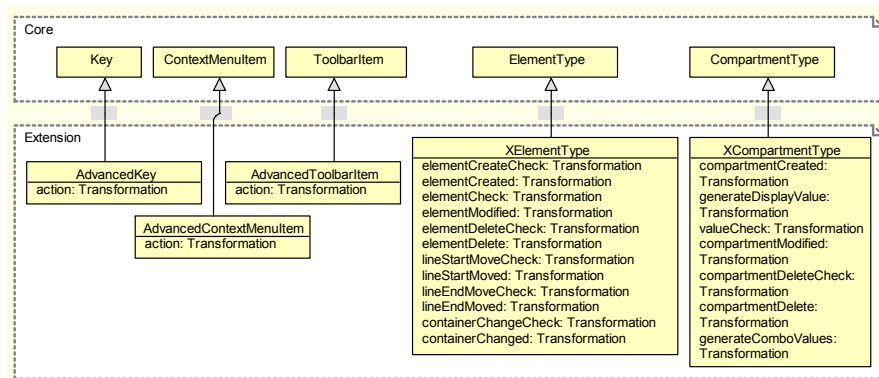 Core
Key
ContextMenuItem
ToolbarItem
ElementType
CompartmentType
Extension
AdvancedKey
action: Transformation
AdvancedContextMenuItem
action: Transformation
AdvancedToolbarItem
action: Transformation
XElementType
elementCreateCheck: Transformation
elementCreated: Transformation
elementCheck: Transformation
elementModified: Transformation
elementDeleteCheck: Transformation
elementDelete: Transformation
lineStartMoveCheck: Transformation
lineStartMoved: Transformation
lineEndMoveCheck: Transformation
lineEndMoved: Transformation
containerChangeCheck: Transformation
containerChanged: Transformation
XCompartmentType
compartmentCreated:
Transformation
generateDisplayValue:
Transformation
valueCheck: Transformation
compartmentModified:
Transformation
compartmentDeleteCheck:
Transformation
compartmentDelete:
Transformation
generateComboValues:
Transformation